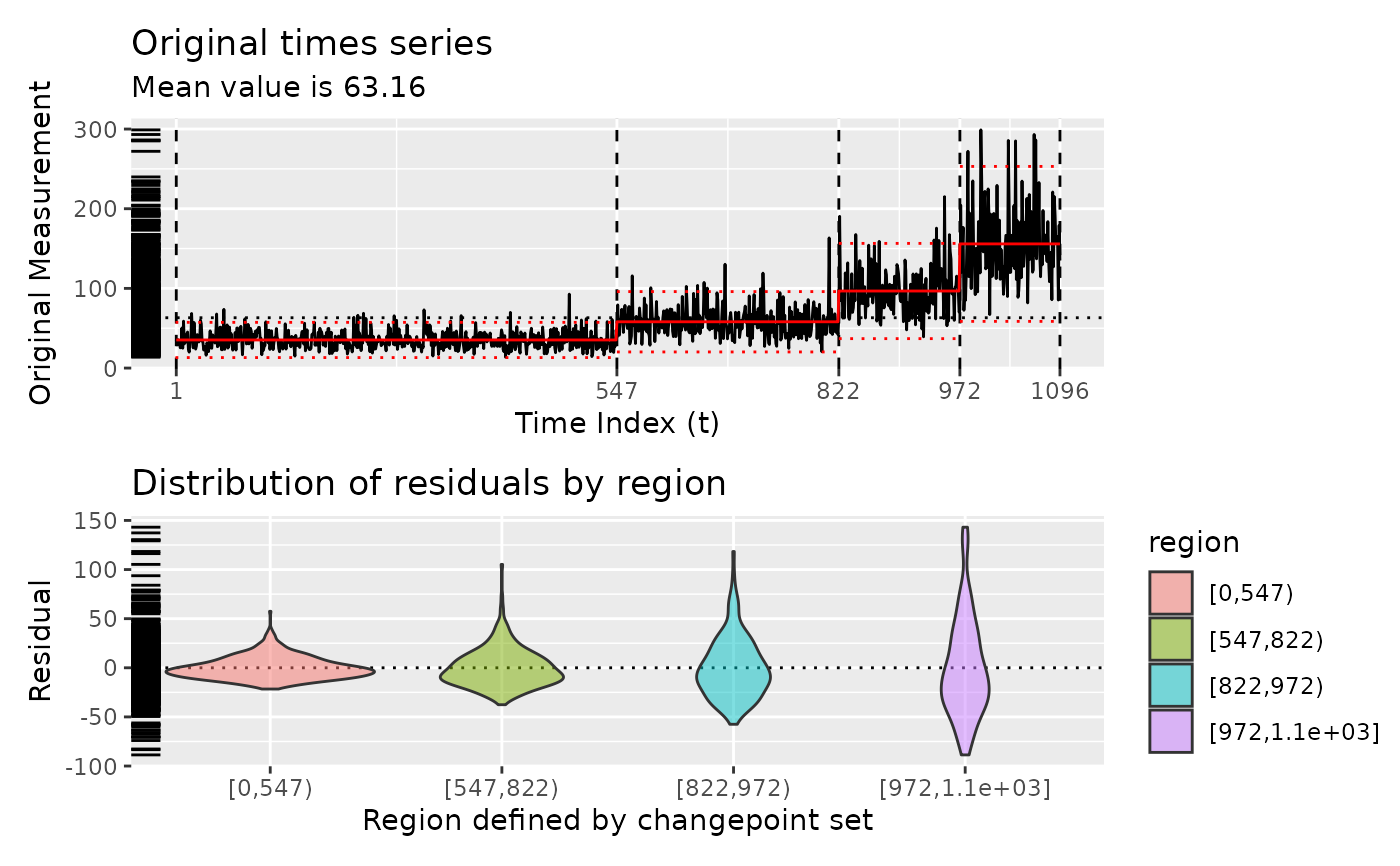 Original times series
Mean value is 63.16
Original Measurement
300
200
100
0
1 547 822 972 1096
Time Index (t)
Distribution of residuals by region
Residual
150
100
50
0
-50
-100
[0,547) [547,822) [822,972) [972,1.1e+03]
Region defined by changepoint set
region
[0,547)
[547,822)
[822,972)
[972,1.1e+03]